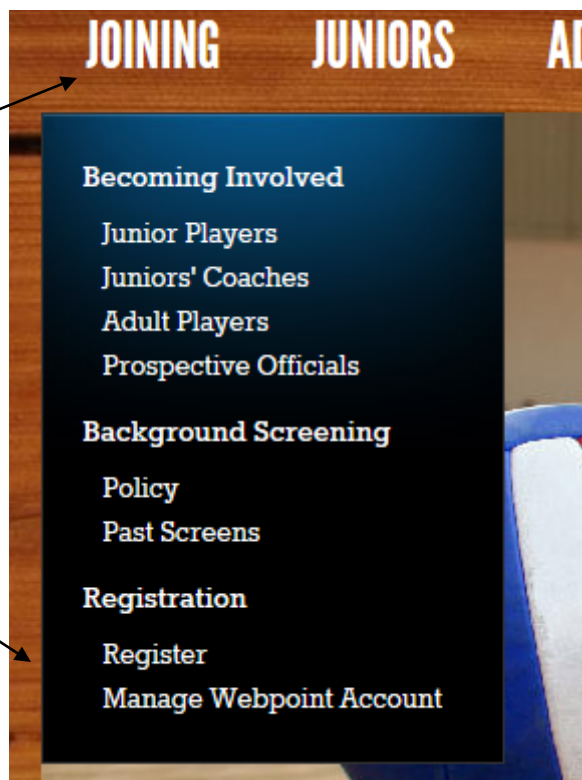 JOINING JUNIORS
Becoming Involved
Junior Players
Juniors' Coaches
Adult Players
Prospective Officials
Background Screening
Policy
Past Screens
Registration
Register
Manage Webpoint Account